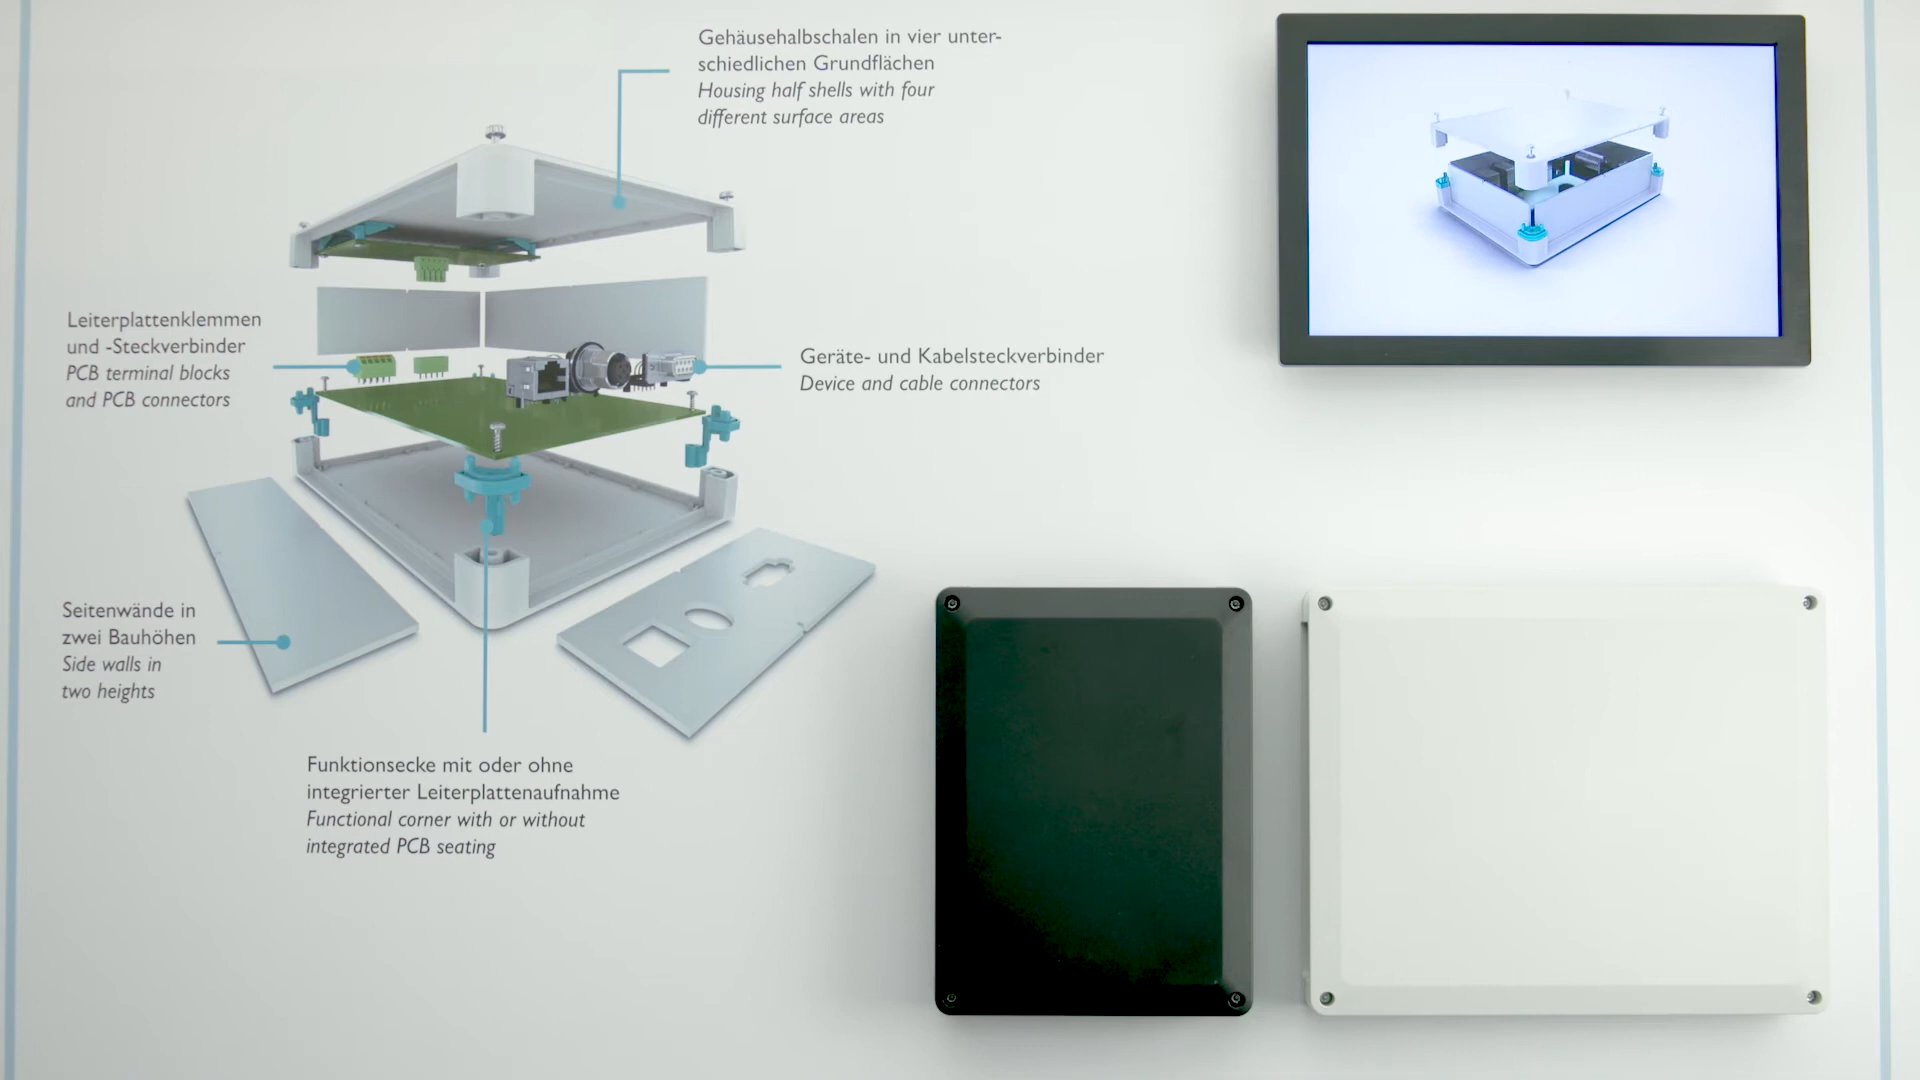 Gehäusehalbschalen in vier unter-
schiedlichen Grundflächen
Housing half shells with four
different surface areas
Leiterplattenklemmen
und -Steckverbinder
PCB terminal blocks
and PCB connectors
Geräte- und Kabelsteckverbinder
Device and cable connectors
Seitenwände in
zwei Bauhöhen
Side walls in
two heights
Funktionsecke mit oder ohne
integrierter Leiterplattenaufnahme
Functional corner with or without
integrated PCB seating